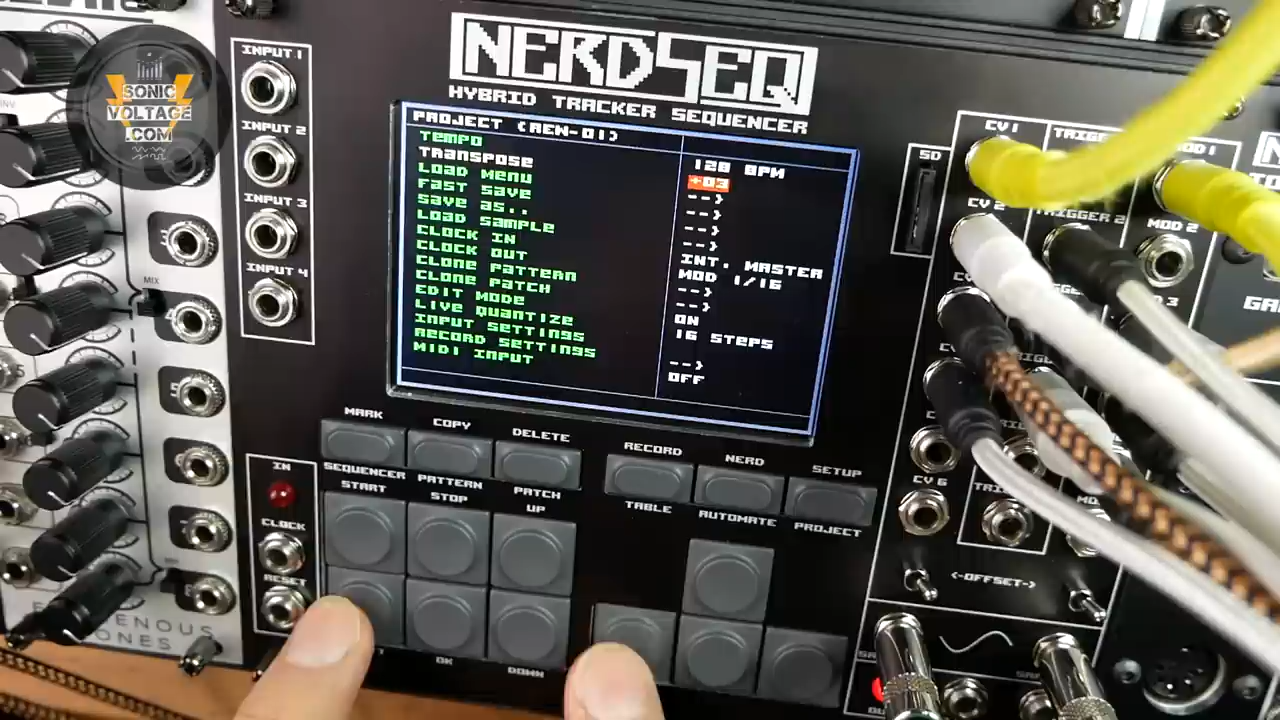 SONIC
VOLTAGE
.COM
INPUT 1
INPUT 2
INPUT 3
INPUT 4
MIX
NERDSEQ
HYBRID TRACKER SEQUENCER
PROJECT (REN-01)
TEMPO 128 BPM
TRANSPOSE +03
LOAD MENU -->
FAST SAVE -->
SAVE AS.. -->
LOAD SAMPLE -->
CLOCK IN INT. MASTER
CLOCK OUT MOD 1/16
CLONE PATTERN -->
CLONE PATCH -->
EDIT MODE ON
LIVE QUANTIZE 16 STEPS
INPUT SETTINGS
RECORD SETTINGS -->
MIDI INPUT OFF
SD
CV 1
CV 2
TRIGGER 2
MOD 2
CV 6
MARK
COPY
DELETE
RECORD
NERD
SETUP
SEQUENCER
PATTERN
PATCH
TABLE
AUTOMATE
PROJECT
START
STOP
UP
OK
DOWN
IN
CLOCK
RESET
<-OFFSET->